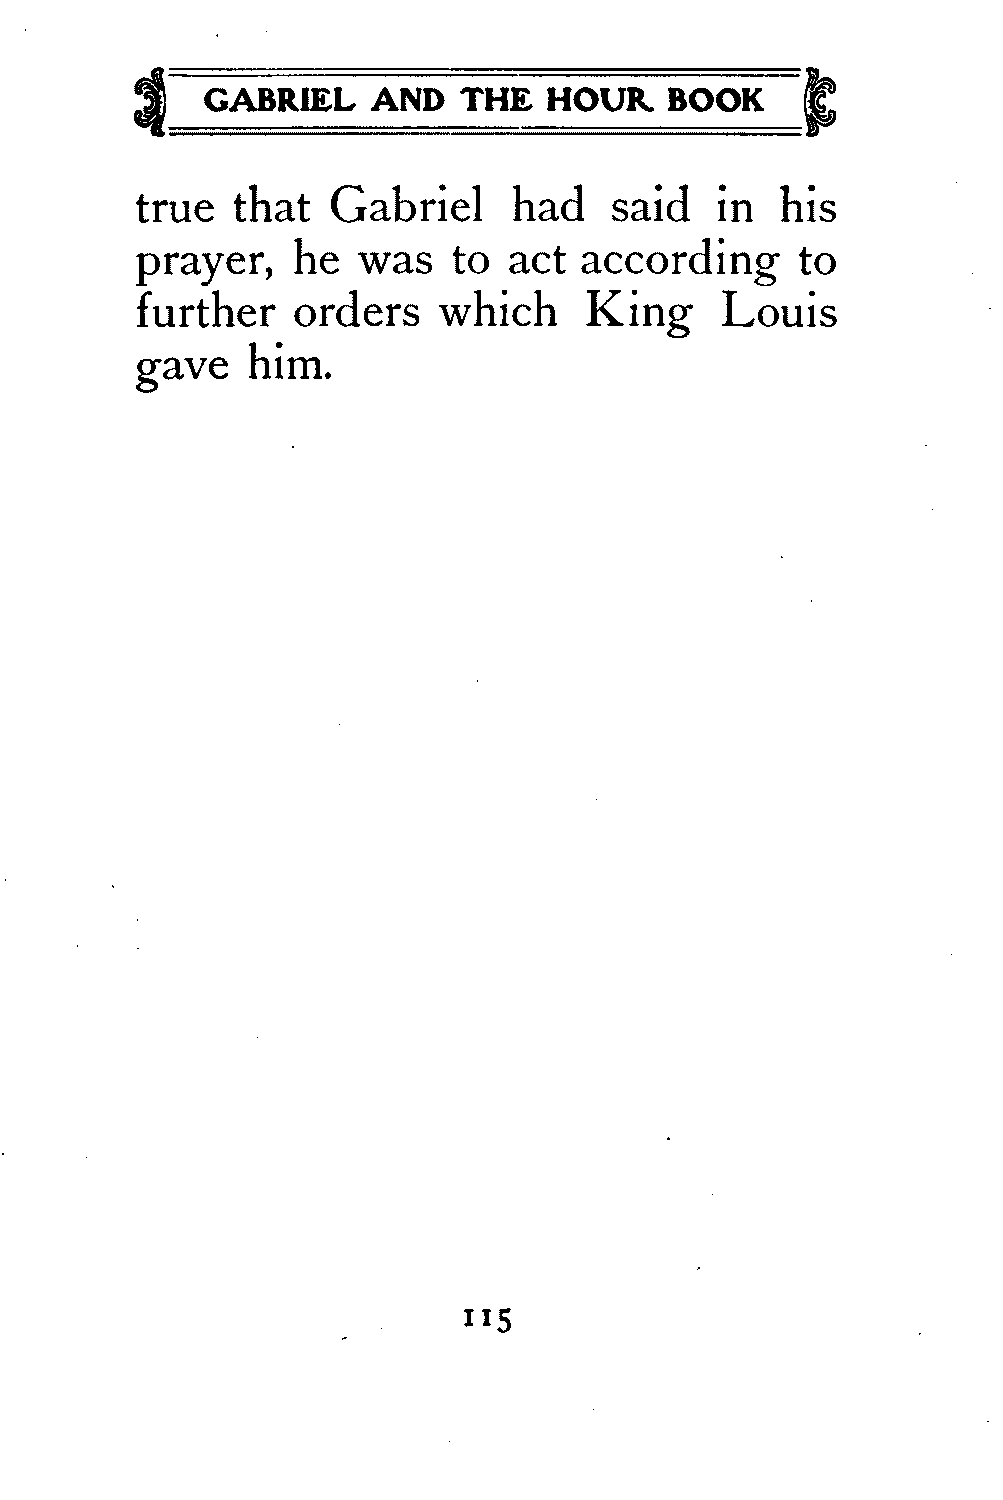 GABRIEL AND THE HOUR BOOK
true that Gabriel had said in his
prayer, he was to act according to
further orders which King Louis
gave him.
115